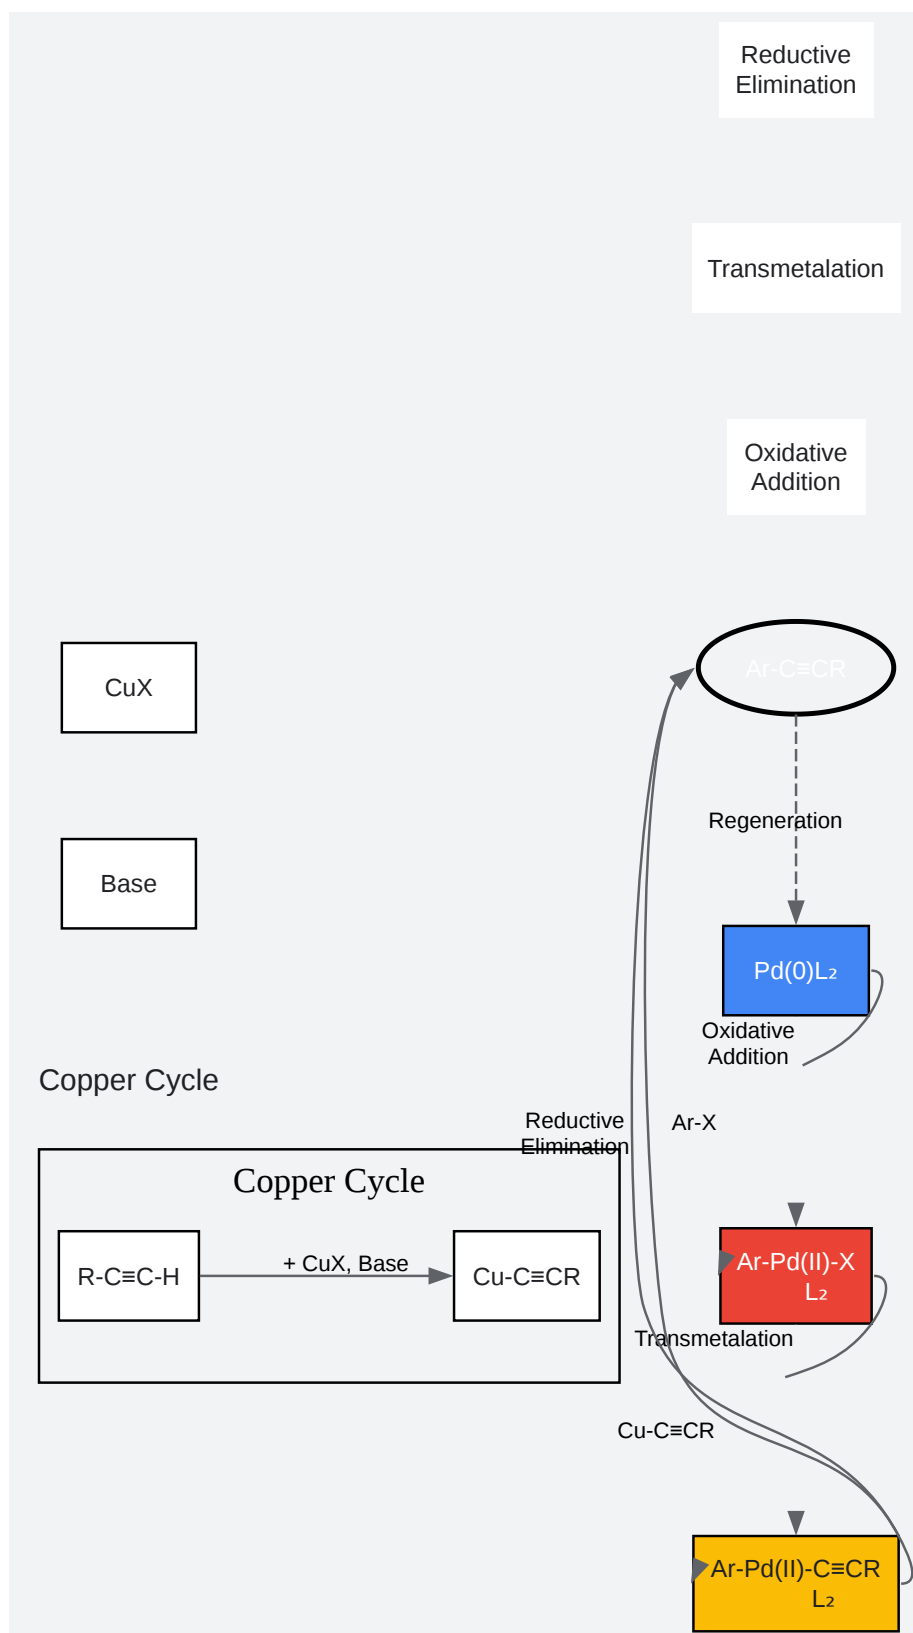 Reductive
Elimination
Transmetalation
Oxidative
Addition
CuX
Ar-C≡CR
Regeneration
Base
Pd(0)L₂
Oxidative
Addition
Copper Cycle
Reductive
Elimination
Ar-X
Copper Cycle
R-C≡C-H
+ CuX, Base
Cu-C≡CR
Ar-Pd(II)-X
L₂
Transmetalation
Cu-C≡CR
Ar-Pd(II)-C≡CR
L₂